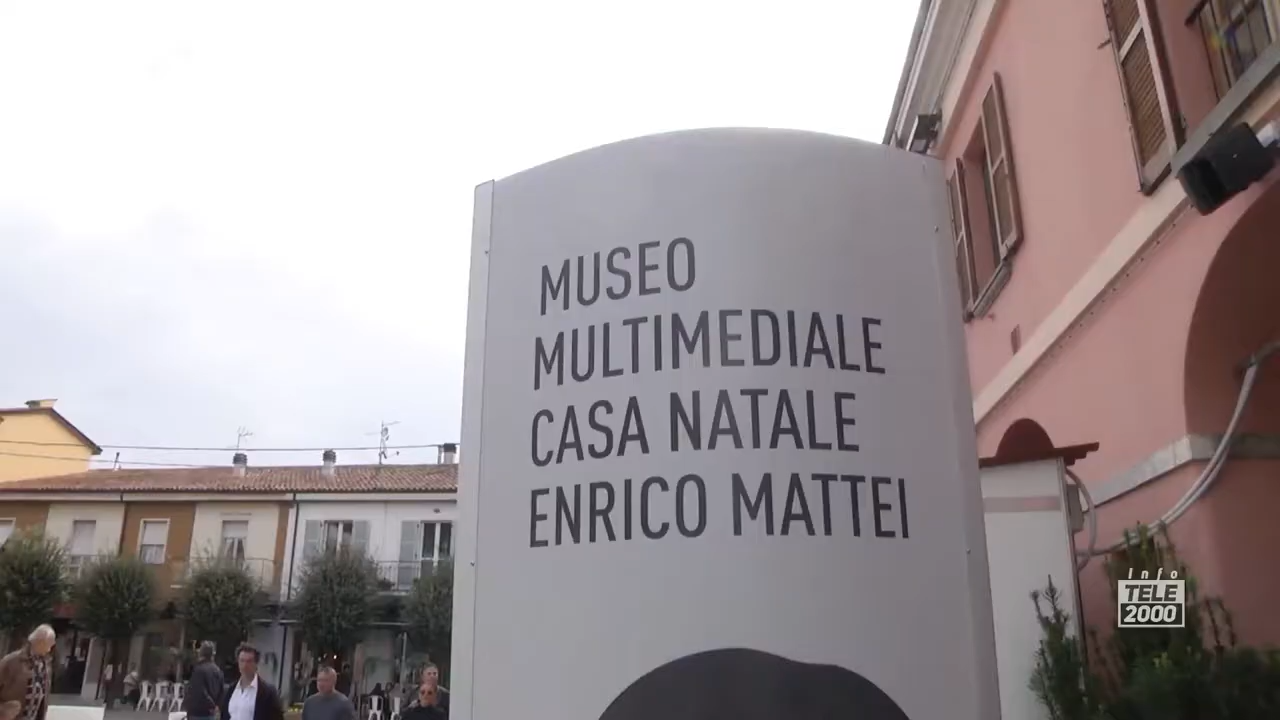 MUSEO
MULTIMEDIALE
CASA NATALE
ENRICO MATTEI
Info
TELE
2000